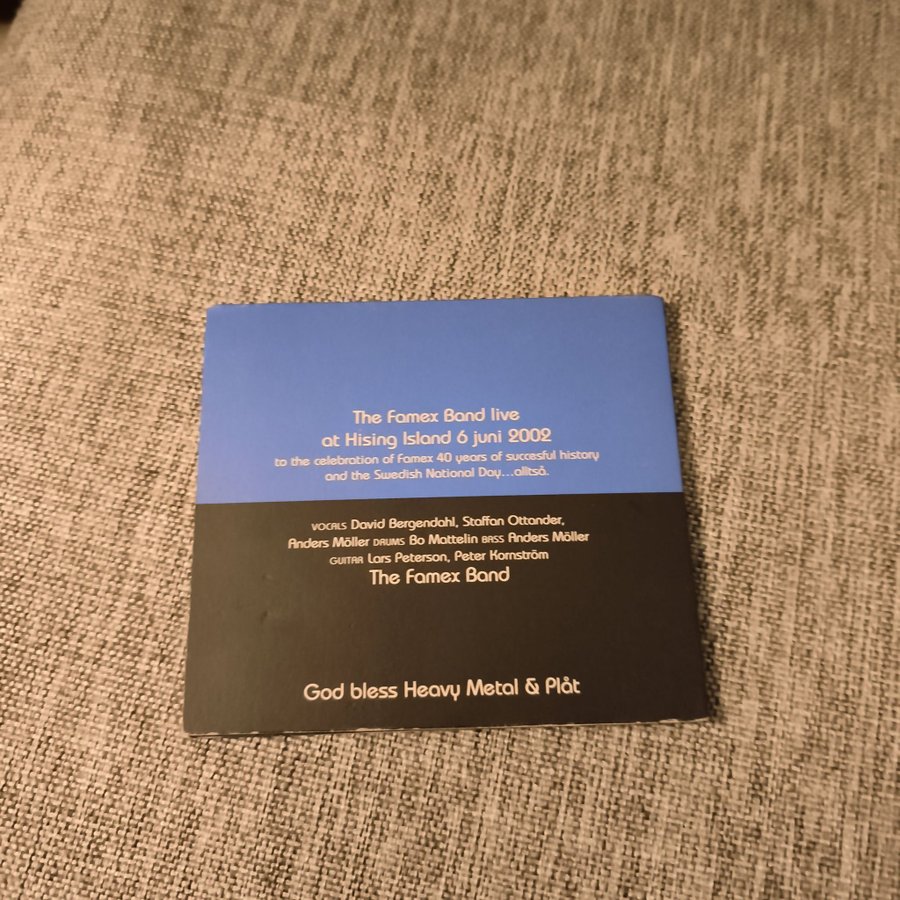 The Famex Band live
at Hising Island 6 juni 2002
to the celebration of Famex 40 years of succesful history
and the Swedish National Day...alltså.
VOCALS David Bergendahl, Staffan Ottander,
Anders Möller DRUMS Bo Mattelin BASS Anders Möller
GUITAR Lars Peterson, Peter Kornström
The Famex Band
God bless Heavy Metal & Plåt